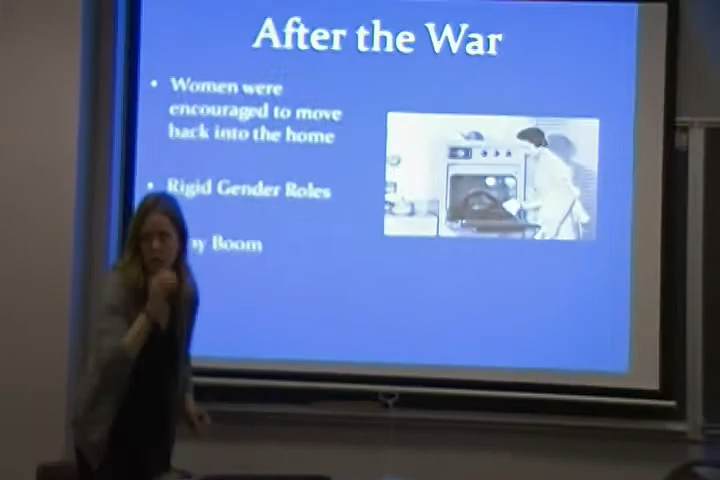 After the War
• Women were
encouraged to move
back into the home
• Rigid Gender Roles
Boom